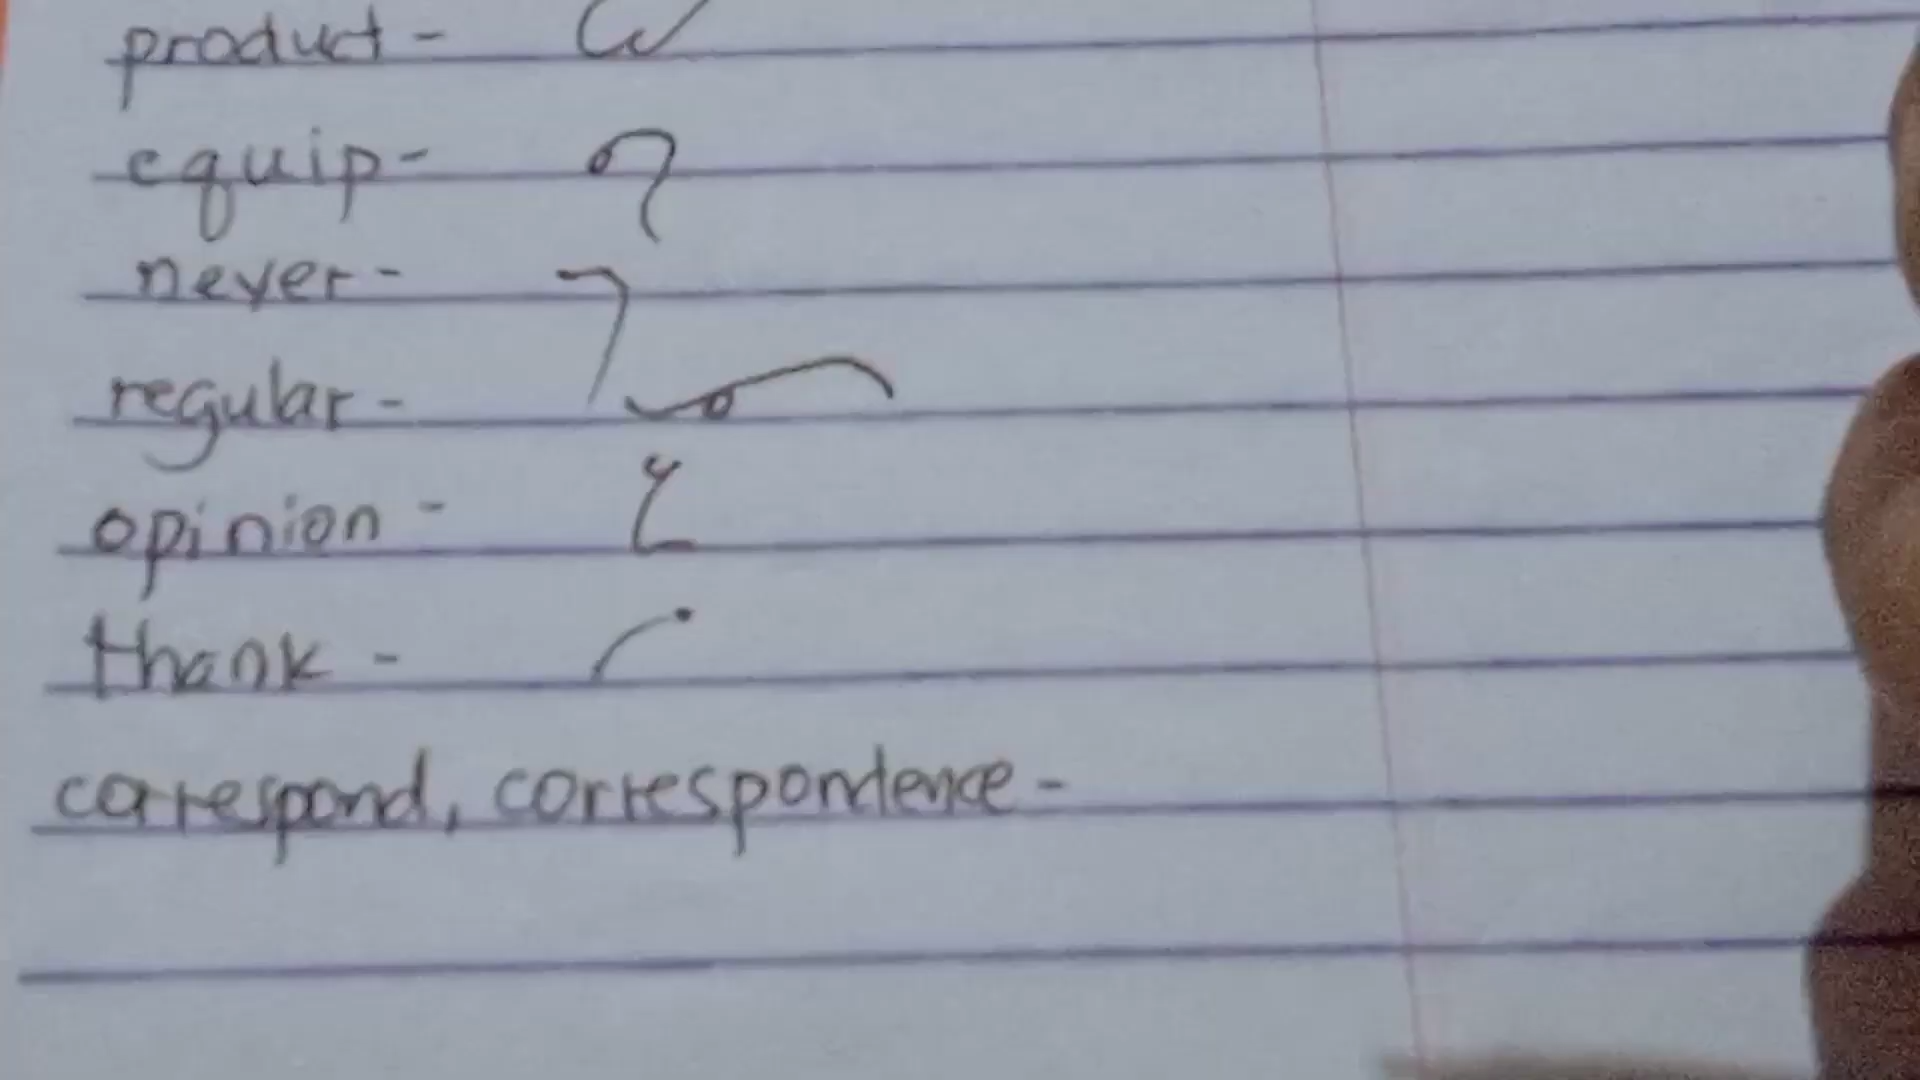 product -
equip -
never -
regular -
opinion -
thank -
correspond, correspondence -